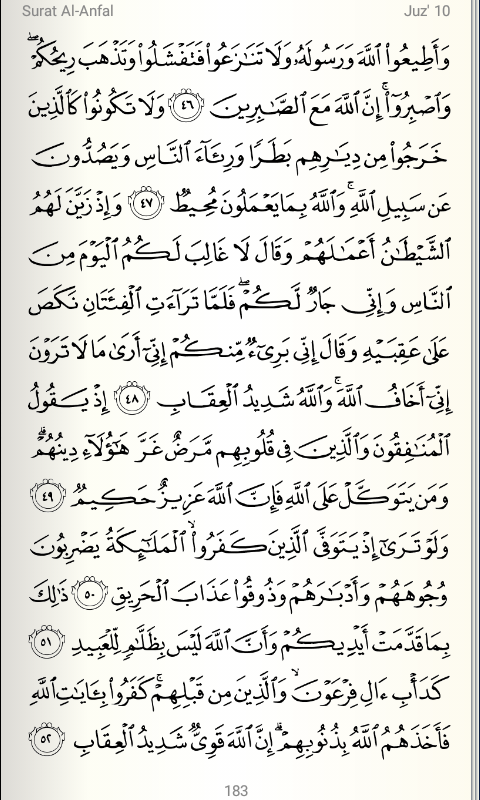 Surat Al-Anfal
Juz' 10
وَأَطِيعُوا۟ ٱللَّهَ وَرَسُولَهُۥ وَلَا تَنَـٰزَعُوا۟ فَتَفْشَلُوا۟ وَتَذْهَبَ رِيحُكُمْ ۖ
وَٱصْبِرُوٓا۟ ۚ إِنَّ ٱللَّهَ مَعَ ٱلصَّـٰبِرِينَ ٤٦ وَلَا تَكُونُوا۟ كَٱلَّذِينَ
خَرَجُوا۟ مِن دِيَـٰرِهِم بَطَرًا وَرِئَآءَ ٱلنَّاسِ وَيَصُدُّونَ
عَن سَبِيلِ ٱللَّهِ ۚ وَٱللَّهُ بِمَا يَعْمَلُونَ مُحِيطٌ ٤٧ وَإِذْ زَيَّنَ لَهُمُ
ٱلشَّيْطَـٰنُ أَعْمَـٰلَهُمْ وَقَالَ لَا غَالِبَ لَكُمُ ٱلْيَوْمَ مِنَ
ٱلنَّاسِ وَإِنِّى جَارٌ لَّكُمْ ۖ فَلَمَّا تَرَآءَتِ ٱلْفِئَتَانِ نَكَصَ
عَلَىٰ عَقِبَيْهِ وَقَالَ إِنِّى بَرِىٓءٌ مِّنكُمْ إِنِّىٓ أَرَىٰ مَا لَا تَرَوْنَ
إِنِّىٓ أَخَافُ ٱللَّهَ ۚ وَٱللَّهُ شَدِيدُ ٱلْعِقَابِ ٤٨ إِذْ يَقُولُ
ٱلْمُنَـٰفِقُونَ وَٱلَّذِينَ فِى قُلُوبِهِم مَّرَضٌ غَرَّ هَـٰٓؤُلَآءِ دِينُهُمْ ۗ
وَمَن يَتَوَكَّلْ عَلَى ٱللَّهِ فَإِنَّ ٱللَّهَ عَزِيزٌ حَكِيمٌ ٤٩
وَلَوْ تَرَىٰٓ إِذْ يَتَوَفَّى ٱلَّذِينَ كَفَرُوا۟ ۙ ٱلْمَلَـٰٓئِكَةُ يَضْرِبُونَ
وُجُوهَهُمْ وَأَدْبَـٰرَهُمْ وَذُوقُوا۟ عَذَابَ ٱلْحَرِيقِ ٥٠ ذَٰلِكَ
بِمَا قَدَّمَتْ أَيْدِيكُمْ وَأَنَّ ٱللَّهَ لَيْسَ بِظَلَّـٰمٍ لِّلْعَبِيدِ ٥١
كَدَأْبِ ءَالِ فِرْعَوْنَ ۙ وَٱلَّذِينَ مِن قَبْلِهِمْ ۚ كَفَرُوا۟ بِـَٔايَـٰتِ ٱللَّهِ
فَأَخَذَهُمُ ٱللَّهُ بِذُنُوبِهِمْ ۗ إِنَّ ٱللَّهَ قَوِىٌّ شَدِيدُ ٱلْعِقَابِ ٥٢
183